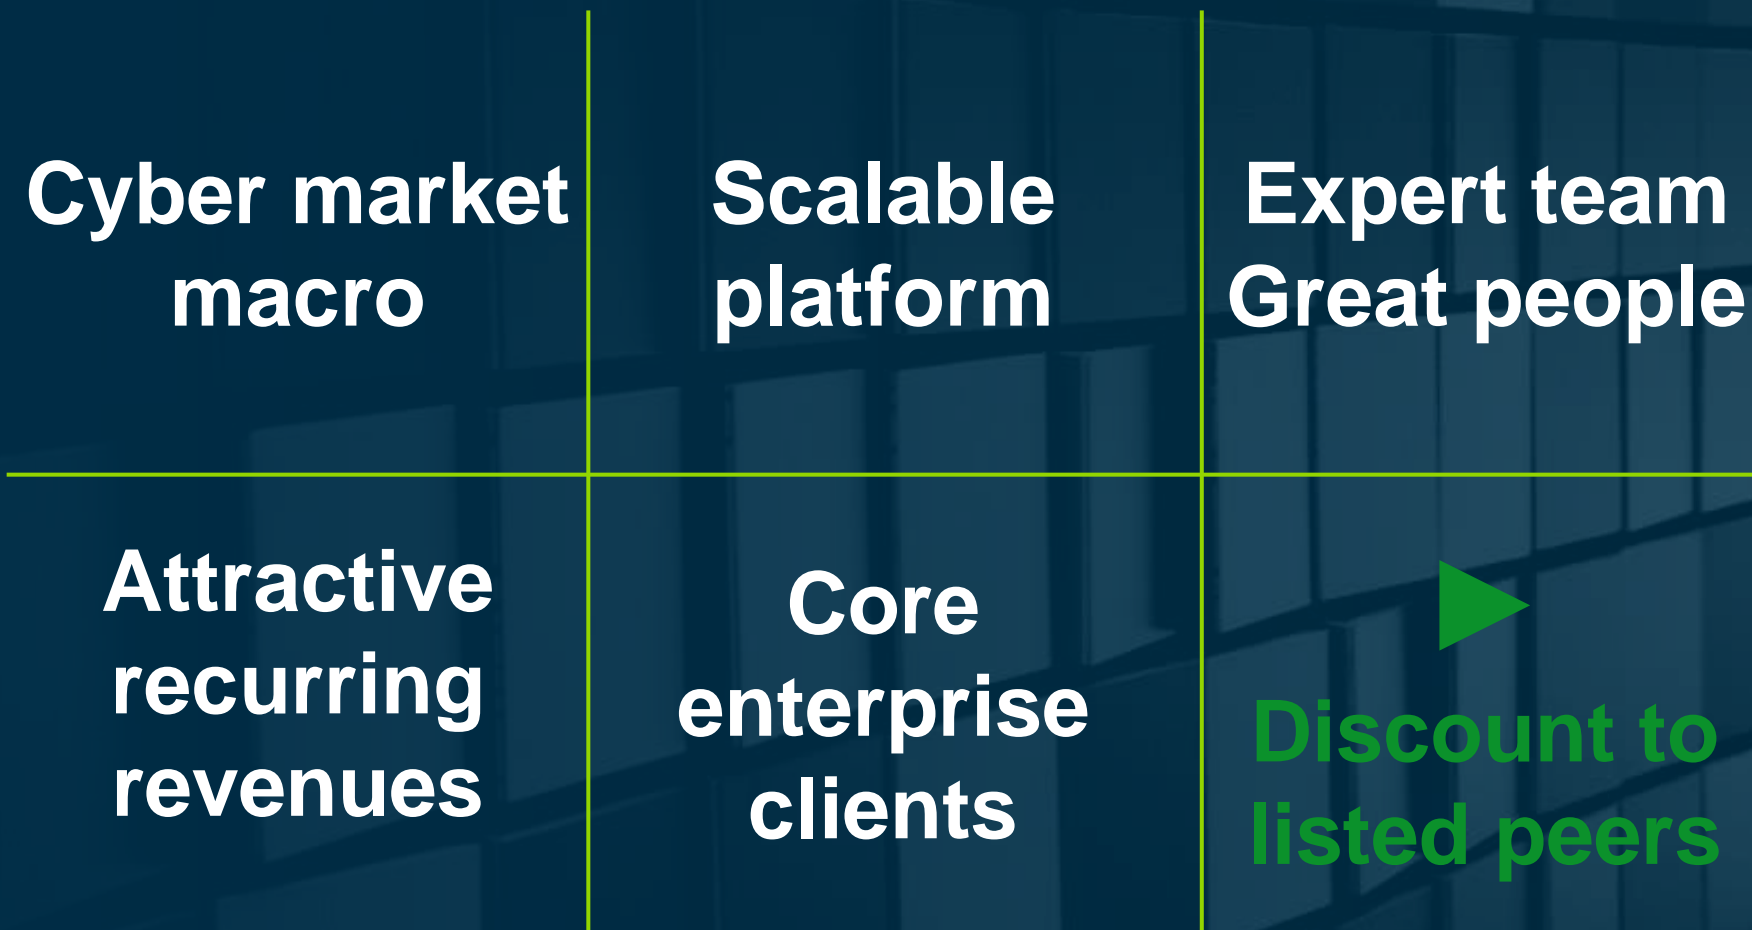 Cyber market
macro
Scalable
platform
Expert team
Great people
Attractive
recurring
revenues
Core
enterprise
clients
Discount to
listed peers